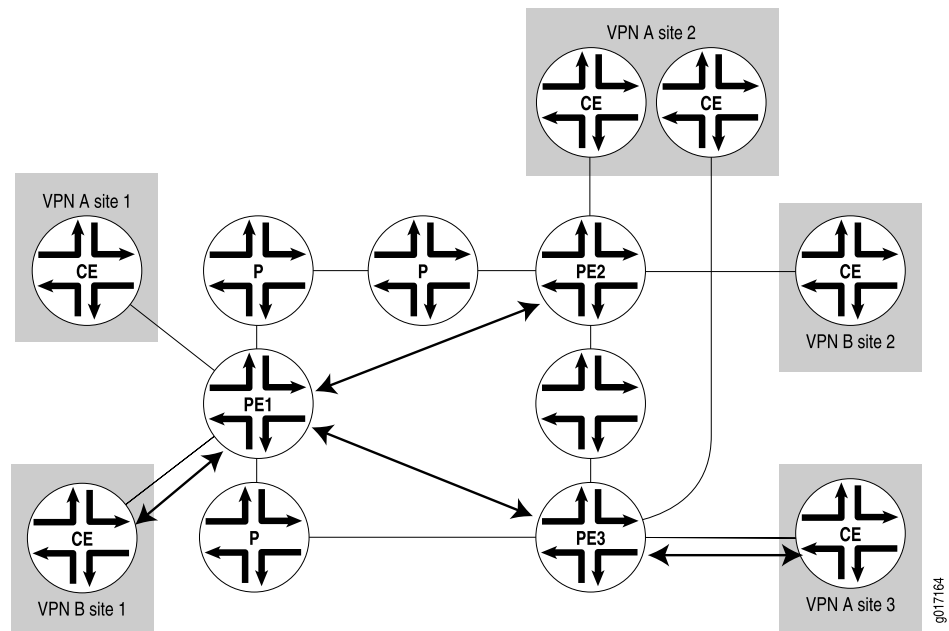 VPN A site 2
CE
CE
VPN A site 1
CE
P
P
PE2
CE
VPN B site 2
PE1
CE
VPN B site 1
P
PE3
CE
VPN A site 3
g017164